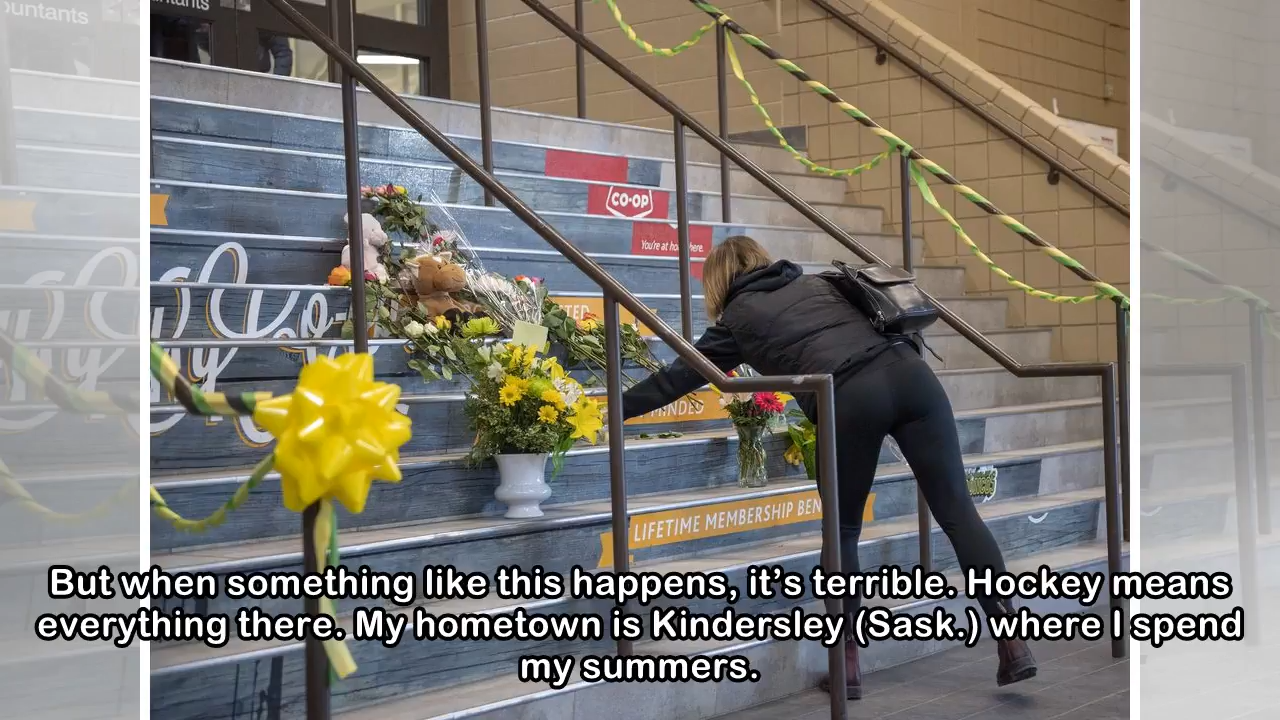 ountants
CO-OP
You're at home here.
LIFETIME MEMBERSHIP BEN
But when something like this happens, it’s terrible. Hockey means
everything there. My hometown is Kindersley (Sask.) where I spend
my summers.